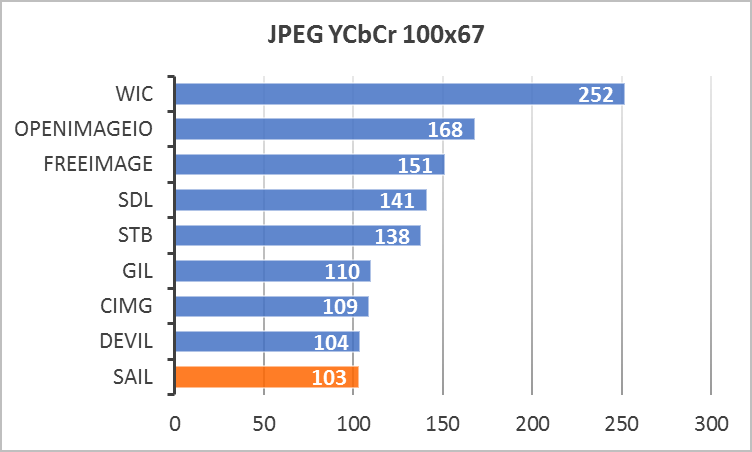 JPEG YCbCr 100x67
WIC 252
OPENIMAGEIO 168
FREEIMAGE 151
SDL 141
STB 138
GIL 110
CIMG 109
DEVIL 104
SAIL 103
0 50 100 150 200 250 300